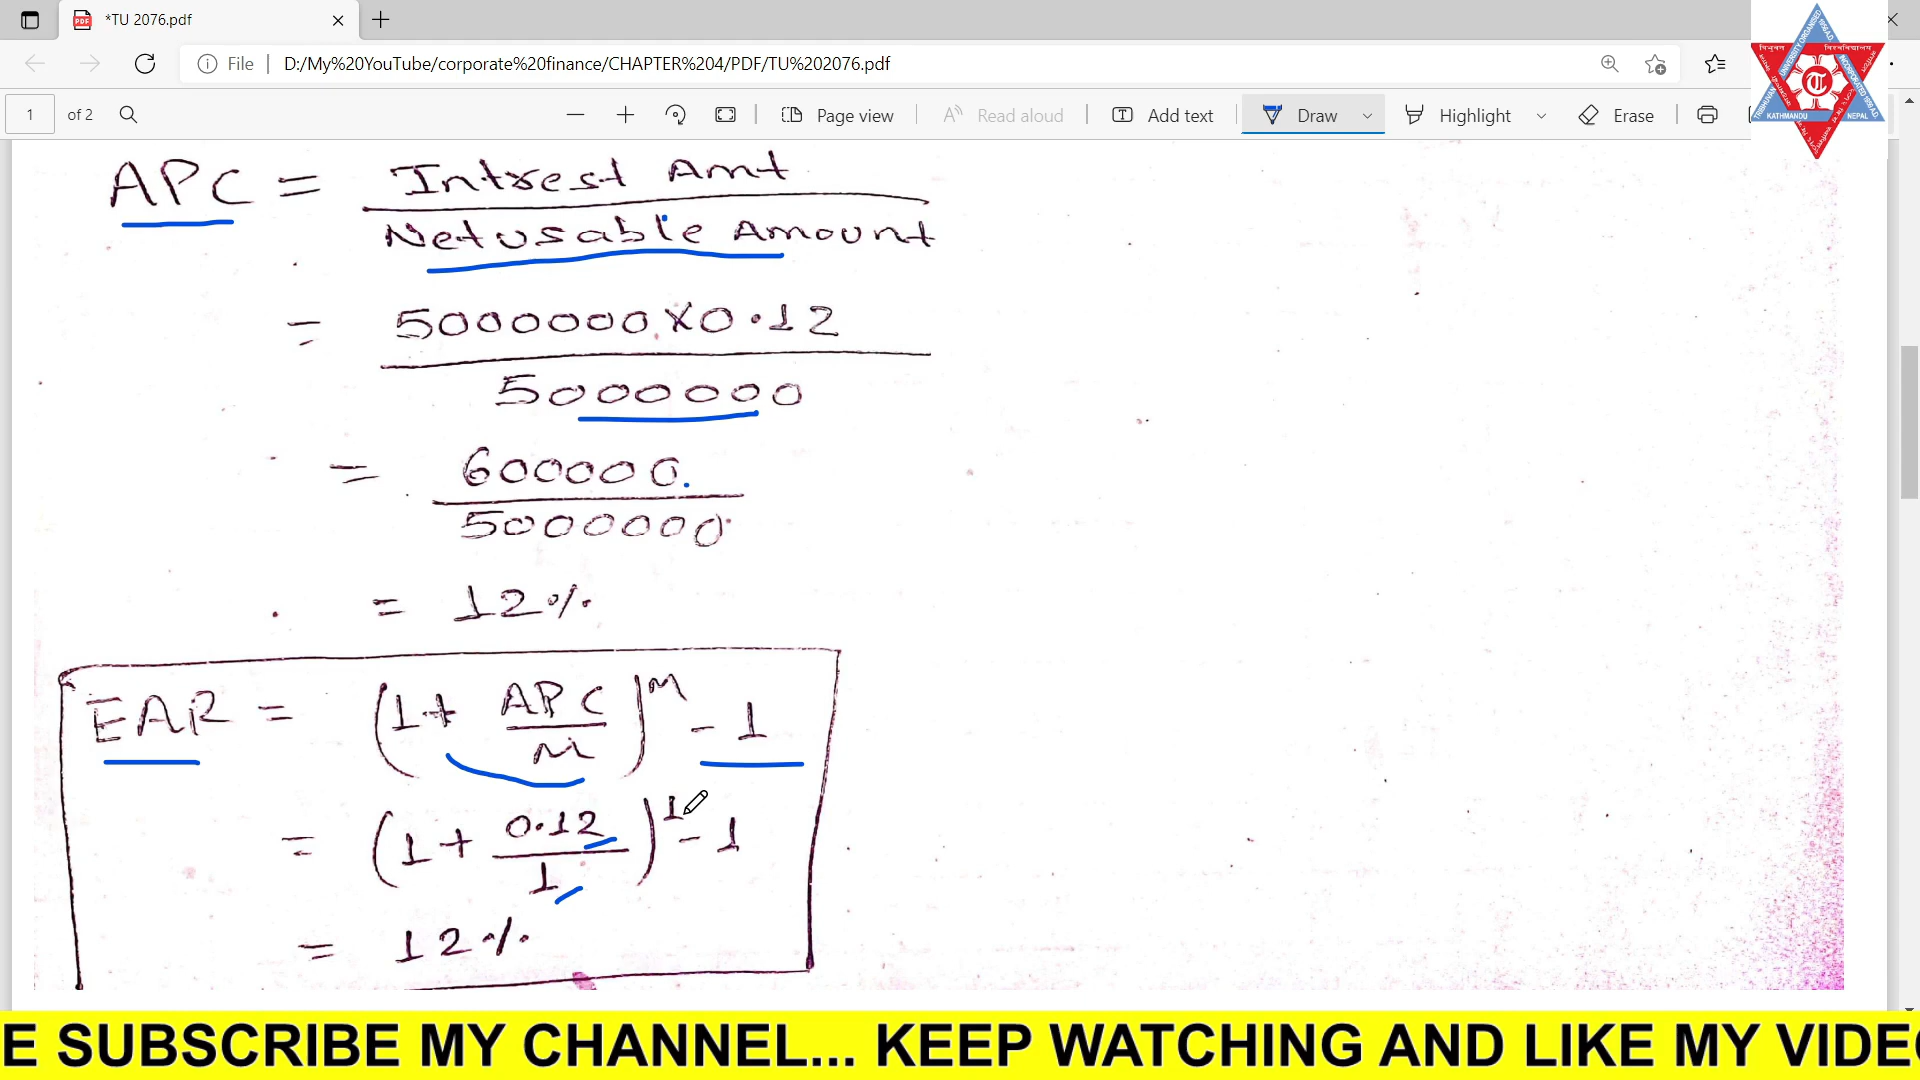 *TU 2076.pdf
File D:/My%20YouTube/corporate%20finance/CHAPTER%204/PDF/TU%202076.pdf
1 of 2 Page view Read aloud Add text Draw Highlight Erase
KATHMANDU NEPAL
APC = Intrest Amt
Netusable Amount
= 5000000 X 0.12
5000000
= 600000
5000000
= 12%
EAR = (1 + APC/M)^M - 1
= (1 + 0.12/1)^1 - 1
= 12%
E SUBSCRIBE MY CHANNEL... KEEP WATCHING AND LIKE MY VIDE